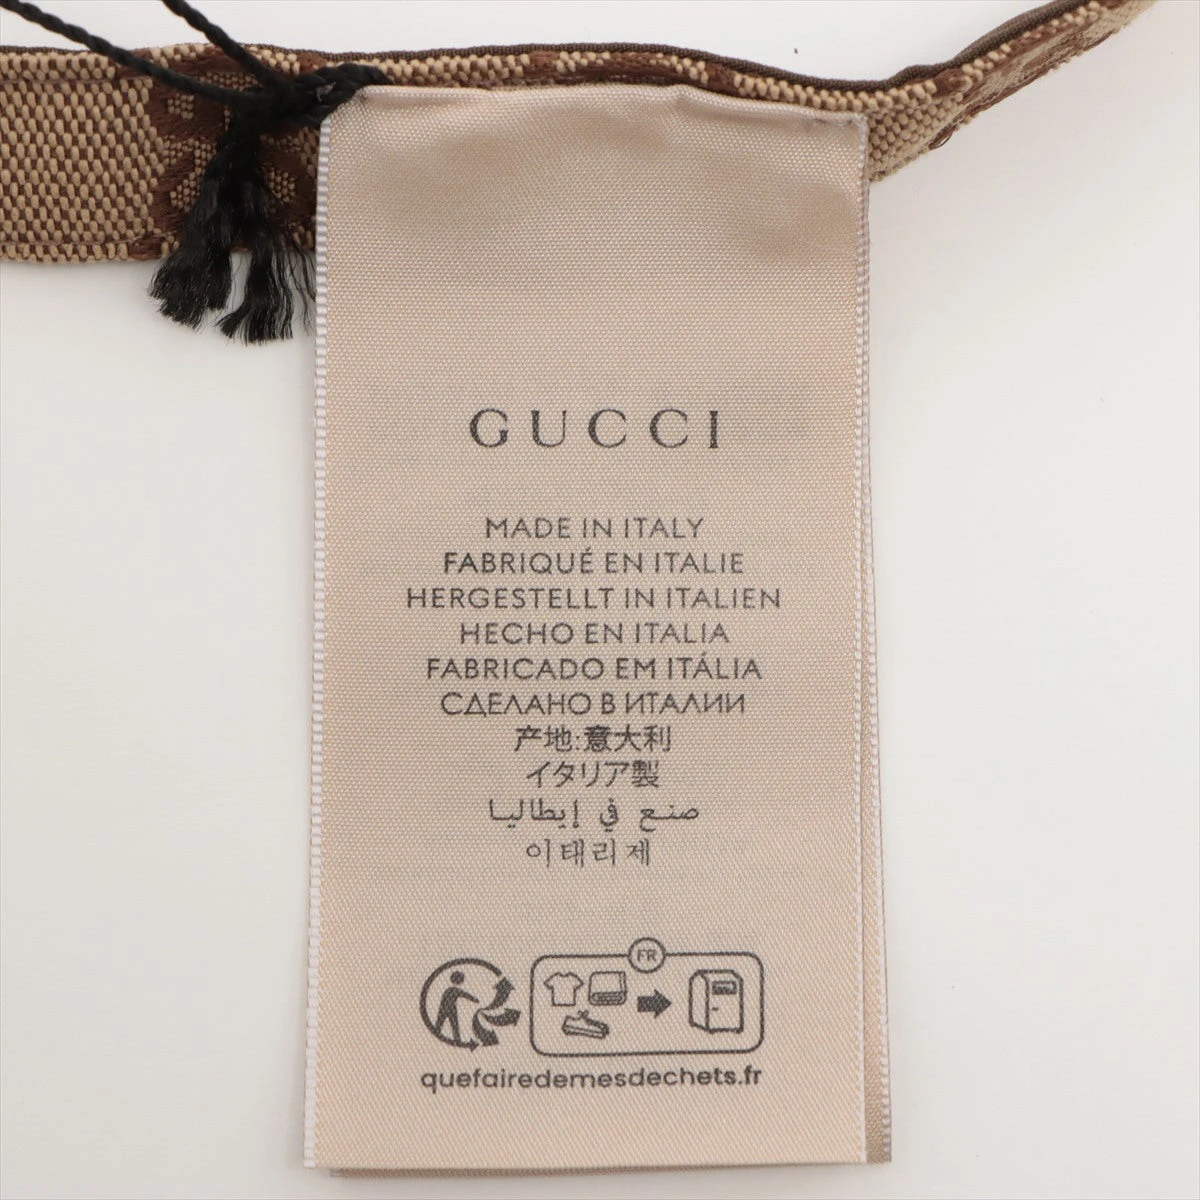 GUCCI
MADE IN ITALY
FABRIQUÉ EN ITALIE
HERGESTELLT IN ITALIEN
HECHO EN ITALIA
FABRICADO EM ITÁLIA
СДЕЛАНО В ИТАЛИИ
产地:意大利
イタリア製
صنع في إيطاليا
이태리제
FR
quefairedemesdechets.fr